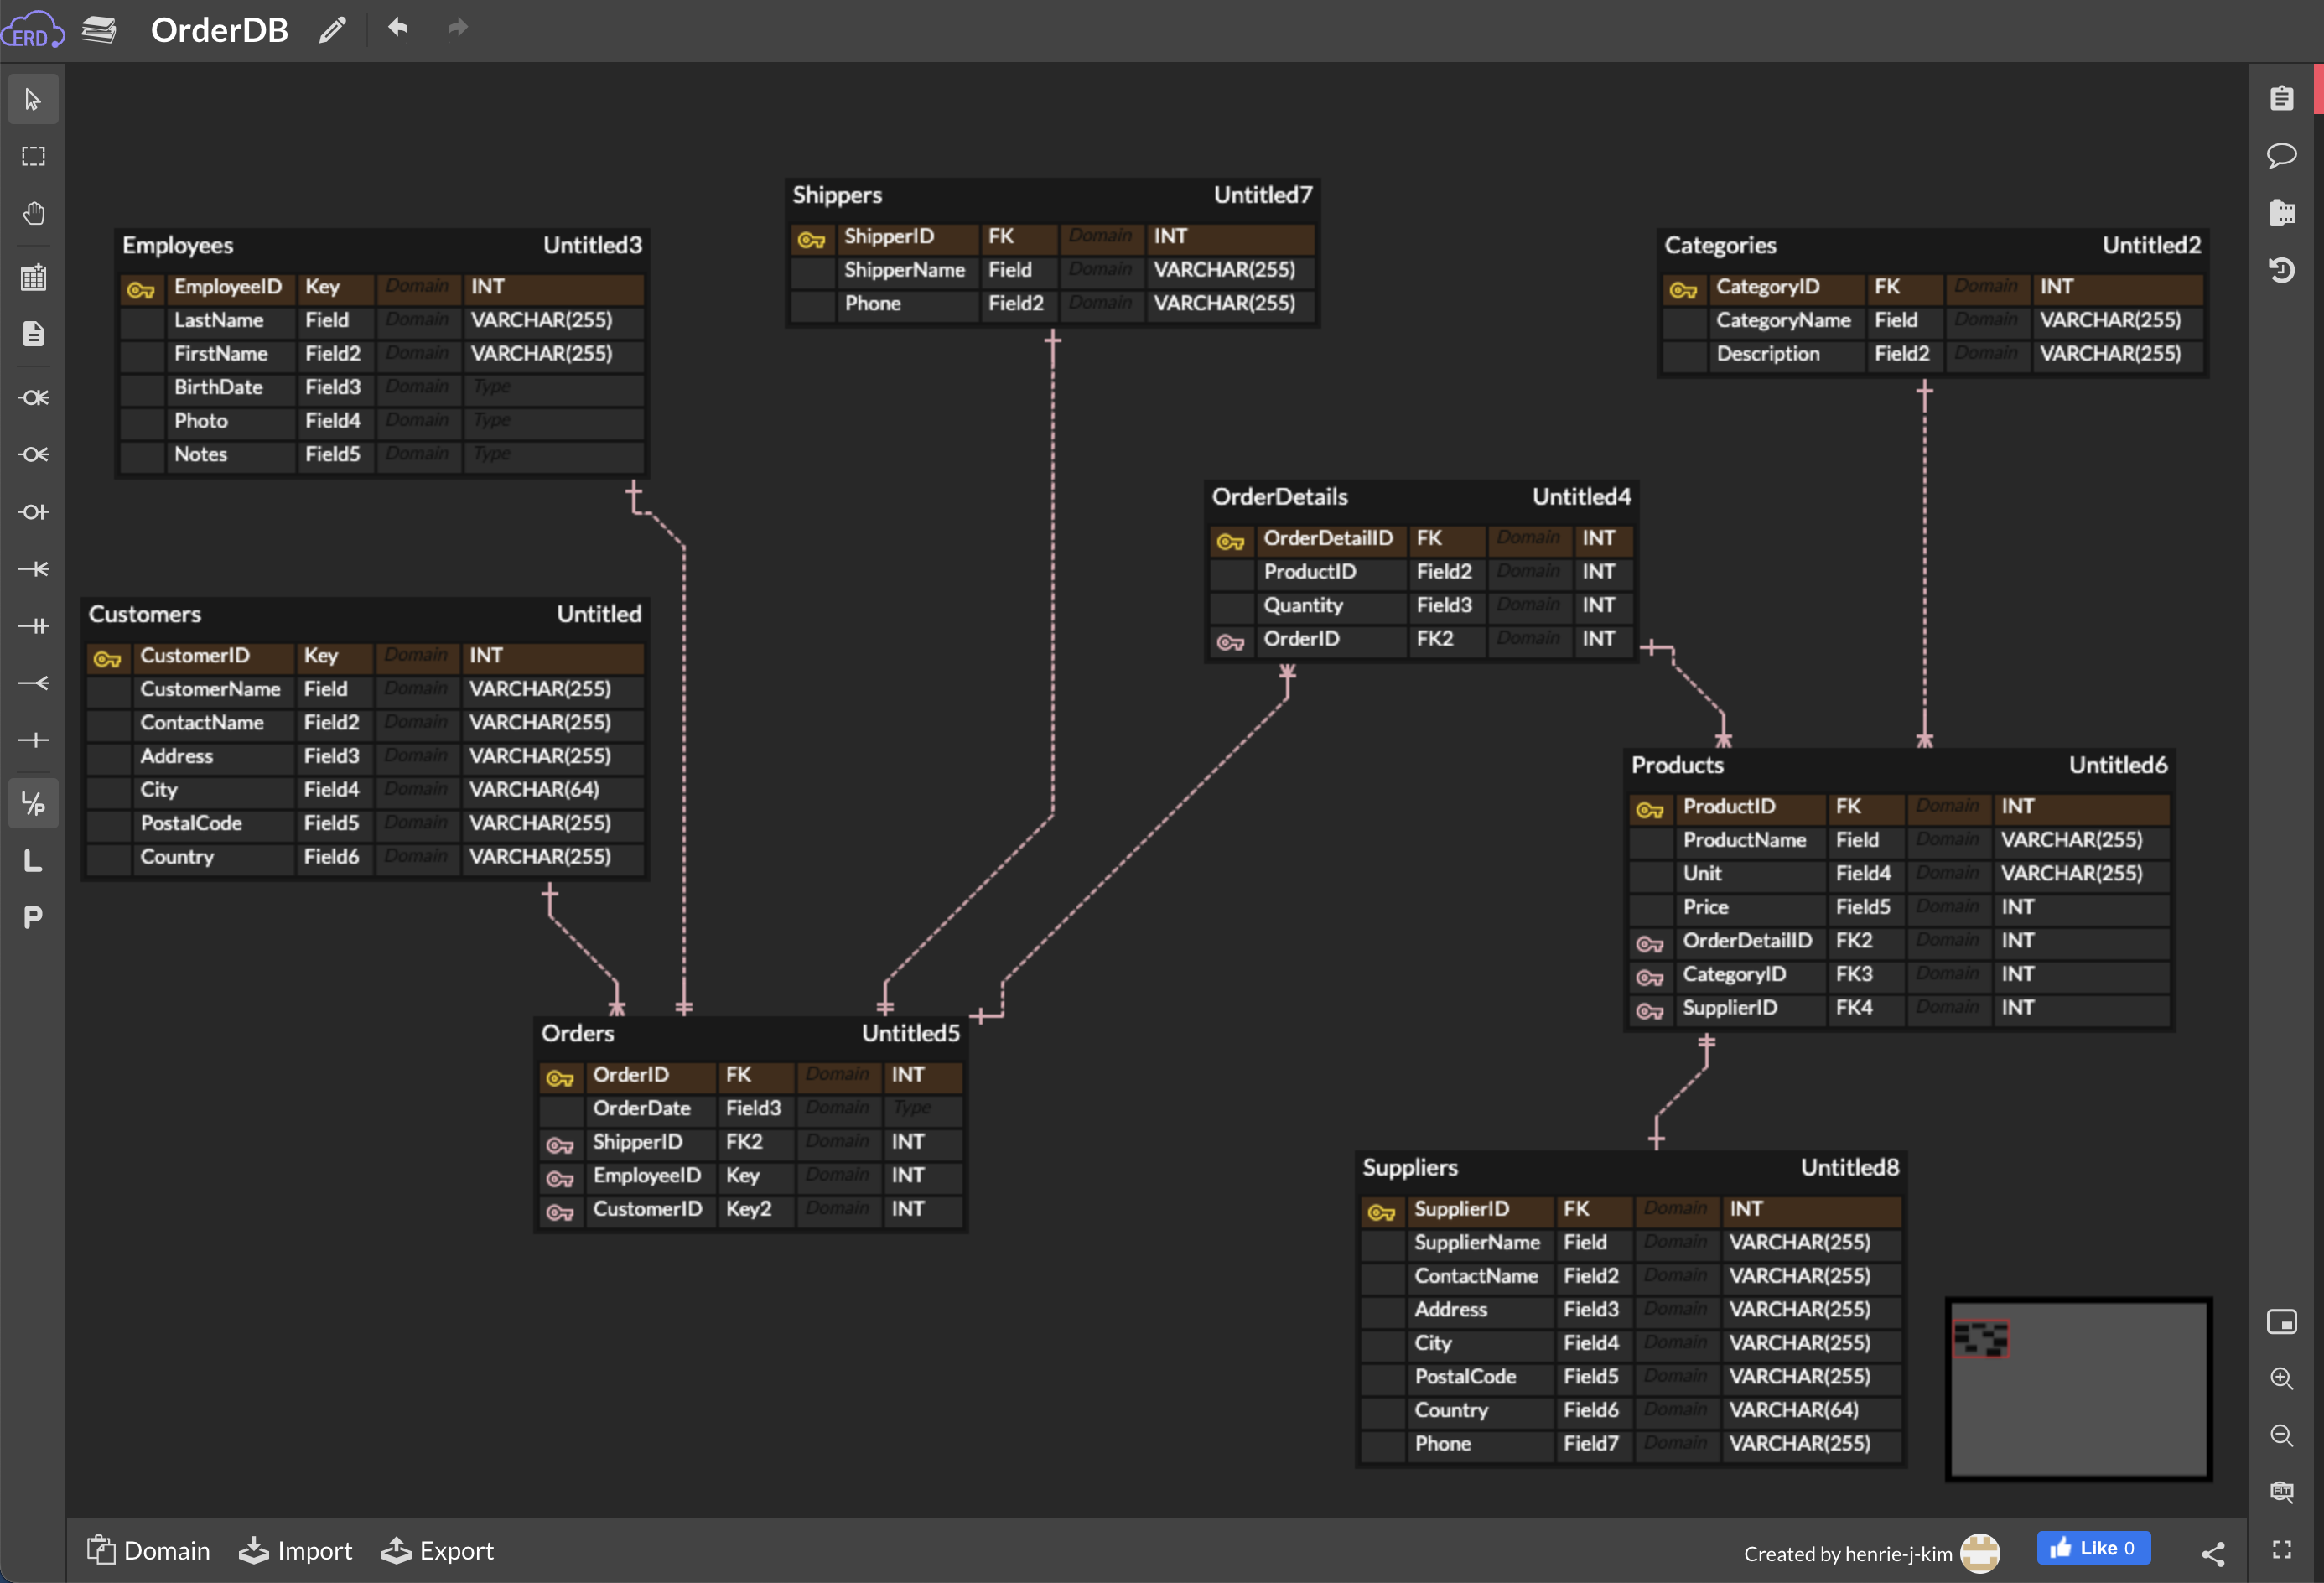 ERD
OrderDB
Shippers Untitled7
ShipperID FK Domain INT
ShipperName Field Domain VARCHAR(255)
Phone Field2 Domain VARCHAR(255)
Employees Untitled3
EmployeeID Key Domain INT
LastName Field Domain VARCHAR(255)
FirstName Field2 Domain VARCHAR(255)
BirthDate Field3 Domain Type
Photo Field4 Domain Type
Notes Field5 Domain Type
Categories Untitled2
CategoryID FK Domain INT
CategoryName Field Domain VARCHAR(255)
Description Field2 Domain VARCHAR(255)
OrderDetails Untitled4
OrderDetailID FK Domain INT
ProductID Field2 Domain INT
Quantity Field3 Domain INT
OrderID FK2 Domain INT
Customers Untitled
CustomerID Key Domain INT
CustomerName Field Domain VARCHAR(255)
ContactName Field2 Domain VARCHAR(255)
Address Field3 Domain VARCHAR(255)
City Field4 Domain VARCHAR(64)
PostalCode Field5 Domain VARCHAR(255)
Country Field6 Domain VARCHAR(255)
Products Untitled6
ProductID FK Domain INT
ProductName Field Domain VARCHAR(255)
Unit Field4 Domain VARCHAR(255)
Price Field5 Domain INT
OrderDetailID FK2 Domain INT
CategoryID FK3 Domain INT
SupplierID FK4 Domain INT
L/P
L
P
Orders Untitled5
OrderID FK Domain INT
OrderDate Field3 Domain Type
ShipperID FK2 Domain INT
EmployeeID Key Domain INT
CustomerID Key2 Domain INT
Suppliers Untitled8
SupplierID FK Domain INT
SupplierName Field Domain VARCHAR(255)
ContactName Field2 Domain VARCHAR(255)
Address Field3 Domain VARCHAR(255)
City Field4 Domain VARCHAR(255)
PostalCode Field5 Domain VARCHAR(255)
Country Field6 Domain VARCHAR(64)
Phone Field7 Domain VARCHAR(255)
FIT
Domain Import Export
Created by henrie-j-kim
Like 0